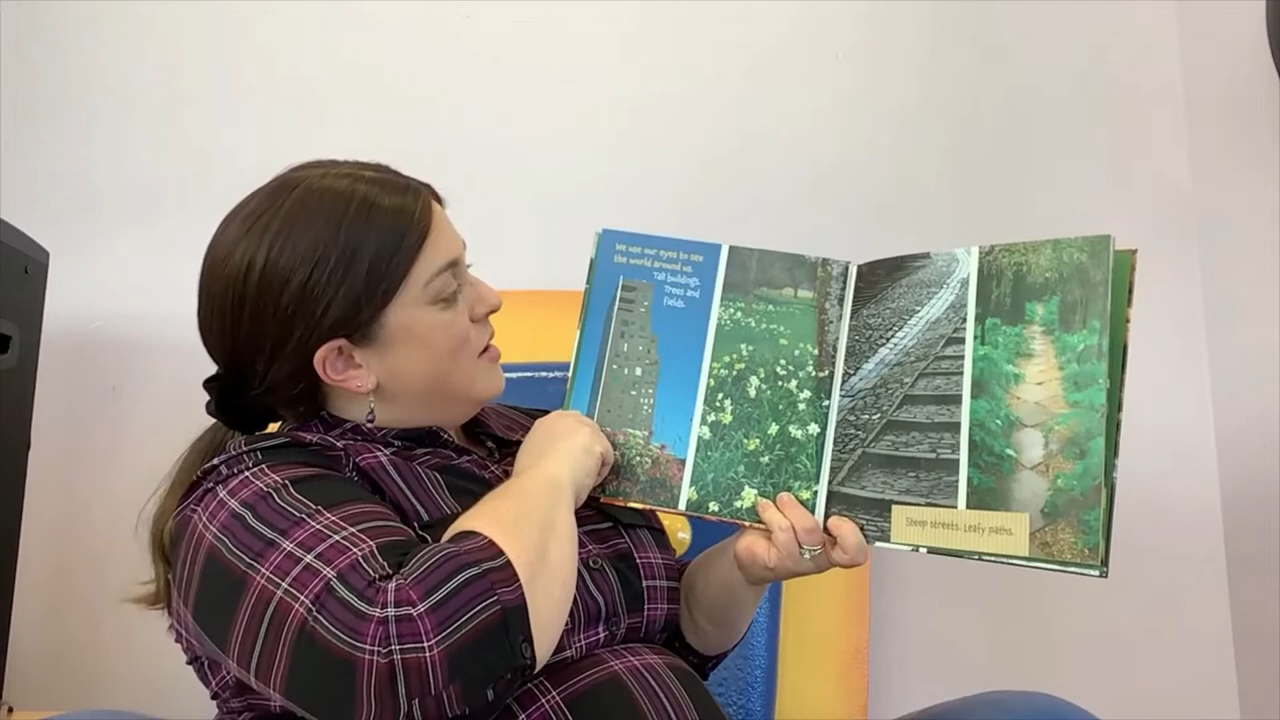 We use our eyes to see
the world around us.
Tall buildings.
Trees and
fields.
Steep streets. Leafy paths.